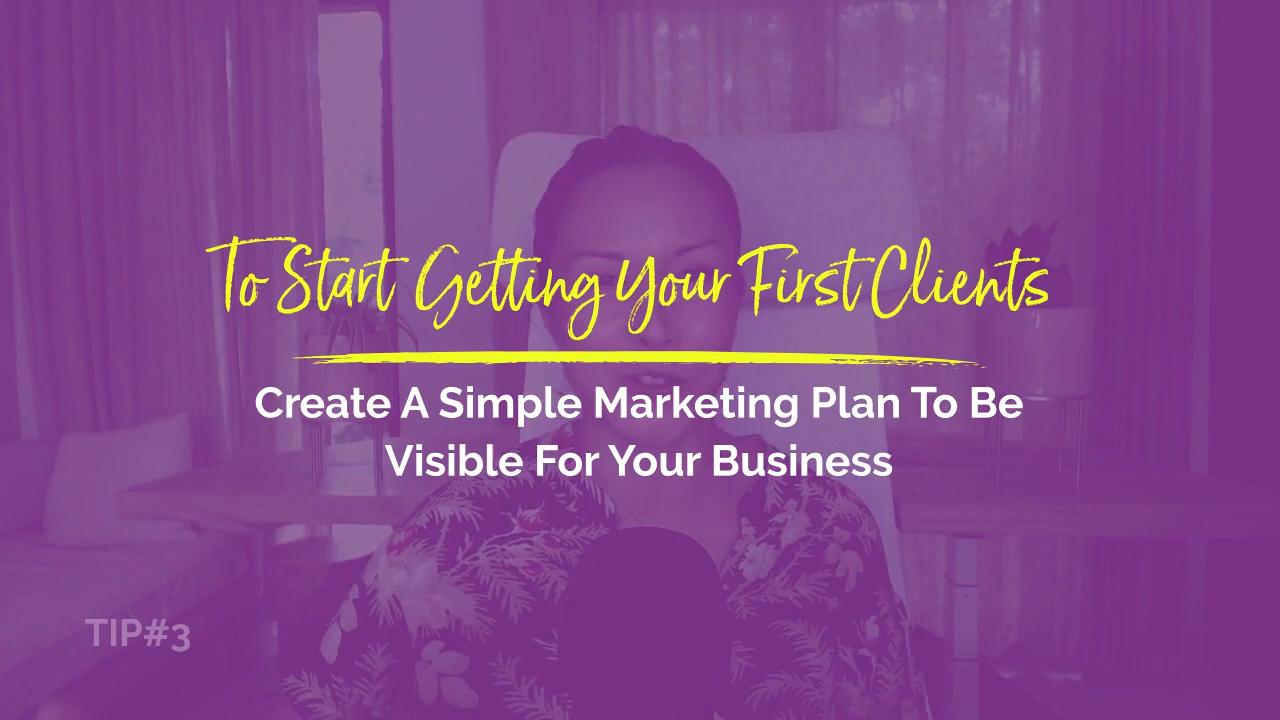 To Start Getting Your First Clients
Create A Simple Marketing Plan To Be
Visible For Your Business
TIP#3